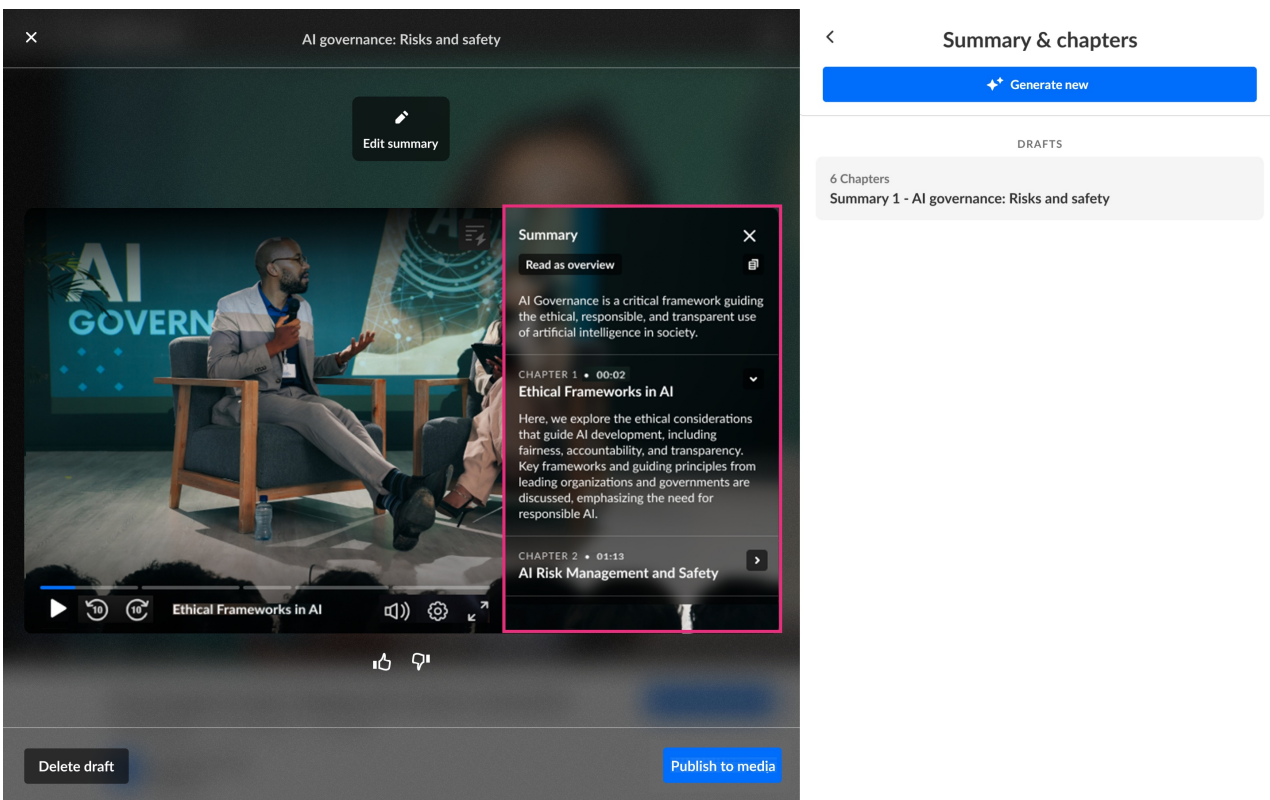 AI governance: Risks and safety
Edit summary
AI
GOVERN
AI
Summary
Read as overview
AI Governance is a critical framework guiding
the ethical, responsible, and transparent use
of artificial intelligence in society.
CHAPTER 1 • 00:02
Ethical Frameworks in AI
Here, we explore the ethical considerations
that guide AI development, including
fairness, accountability, and transparency.
Key frameworks and guiding principles from
leading organizations and governments are
discussed, emphasizing the need for
responsible AI.
CHAPTER 2 • 01:13
AI Risk Management and Safety
10
10
Ethical Frameworks in AI
Delete draft
Publish to media
Summary & chapters
Generate new
DRAFTS
6 Chapters
Summary 1 - AI governance: Risks and safety